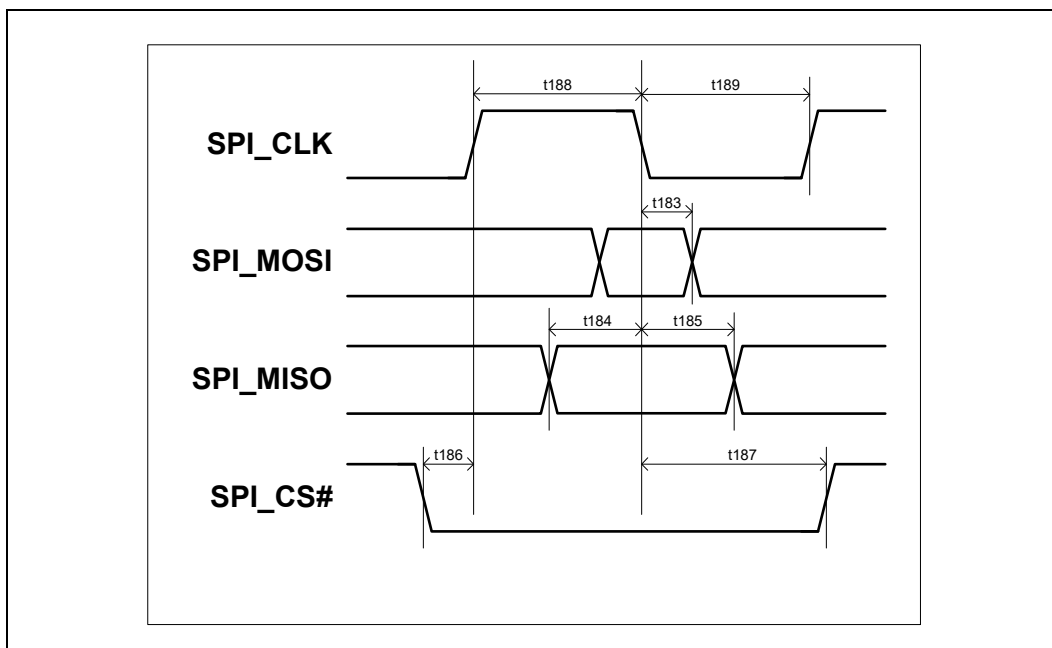 t188
t189
SPI_CLK
t183
SPI_MOSI
t184
t185
SPI_MISO
t186
t187
SPI_CS#